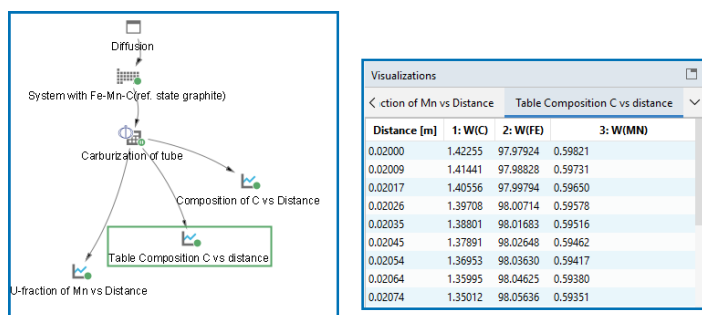 Diffusion
System with Fe-Mn-C(ref. state graphite)
Carburization of tube
Composition of C vs Distance
Table Composition C vs distance
U-fraction of Mn vs Distance
Visualizations
ction of Mn vs Distance Table Composition C vs distance
Distance [m] 1: W(C) 2: W(FE) 3: W(MN)
0.02000 1.42255 97.97924 0.59821
0.02009 1.41441 97.98828 0.59731
0.02017 1.40556 97.99794 0.59650
0.02026 1.39708 98.00714 0.59578
0.02035 1.38801 98.01683 0.59516
0.02045 1.37891 98.02648 0.59462
0.02054 1.36953 98.03630 0.59417
0.02064 1.35995 98.04625 0.59380
0.02074 1.35012 98.05636 0.59351